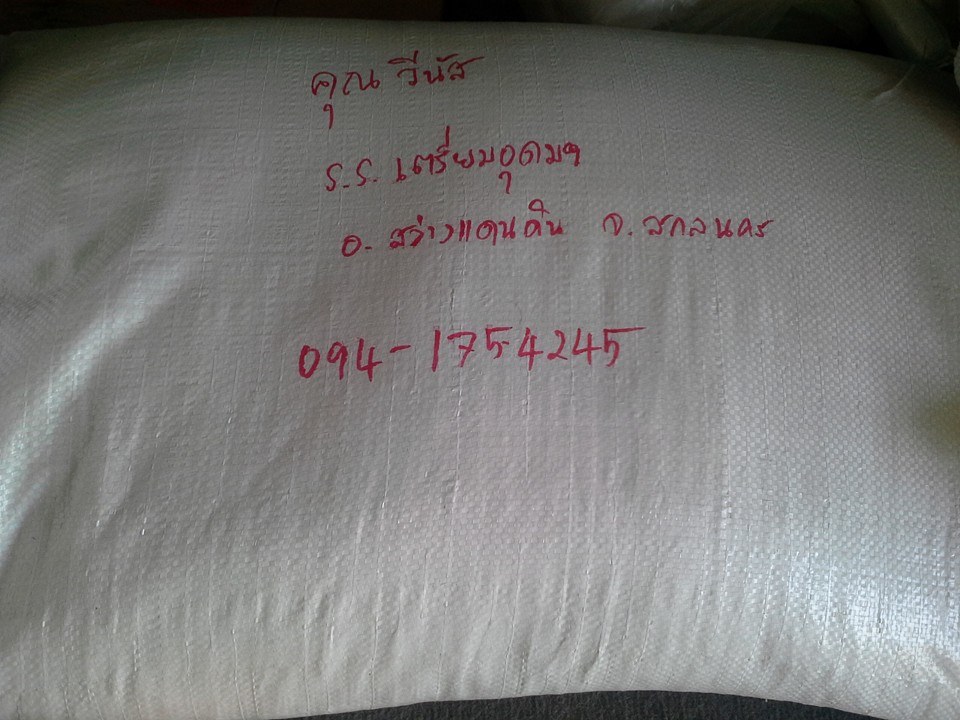 คุณ วีนัส
ร.ร. เตรียมอุดมฯ
อ. สว่างแดนดิน จ. สกลนคร
094-1754245